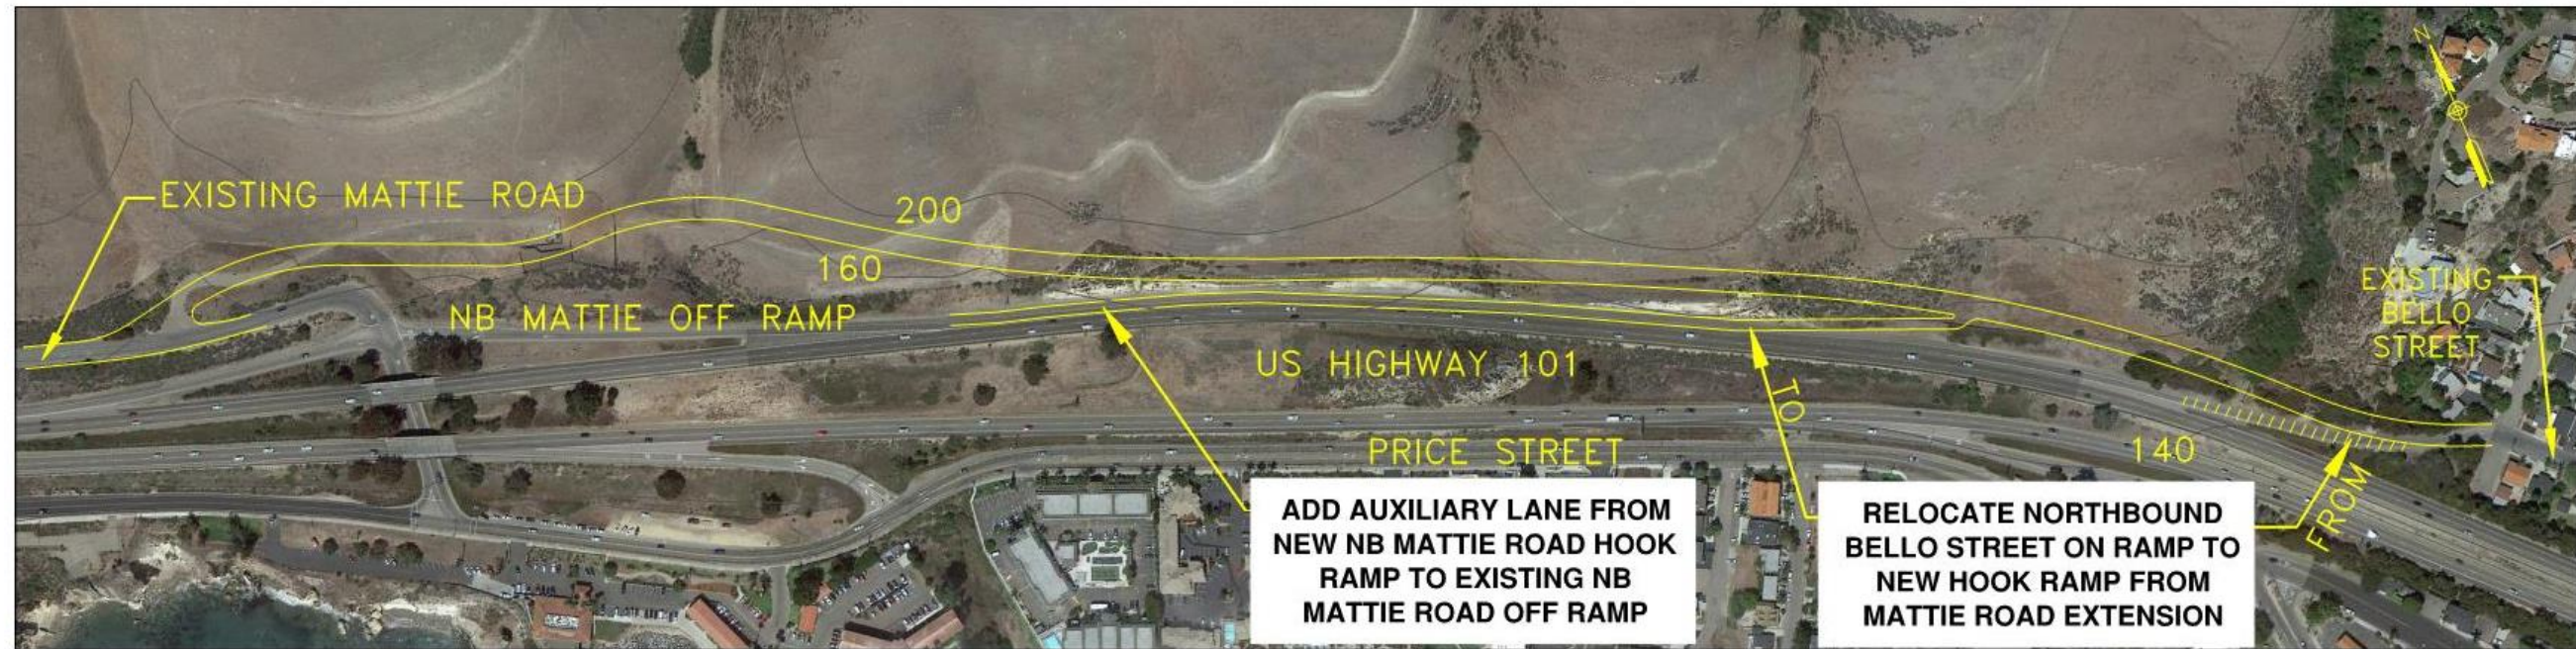 N
EXISTING MATTIE ROAD
200
160
NB MATTIE OFF RAMP
EXISTING
BELLO
STREET
US HIGHWAY 101
TO
PRICE STREET
140
FROM
ADD AUXILIARY LANE FROM
NEW NB MATTIE ROAD HOOK
RAMP TO EXISTING NB
MATTIE ROAD OFF RAMP
RELOCATE NORTHBOUND
BELLO STREET ON RAMP TO
NEW HOOK RAMP FROM
MATTIE ROAD EXTENSION